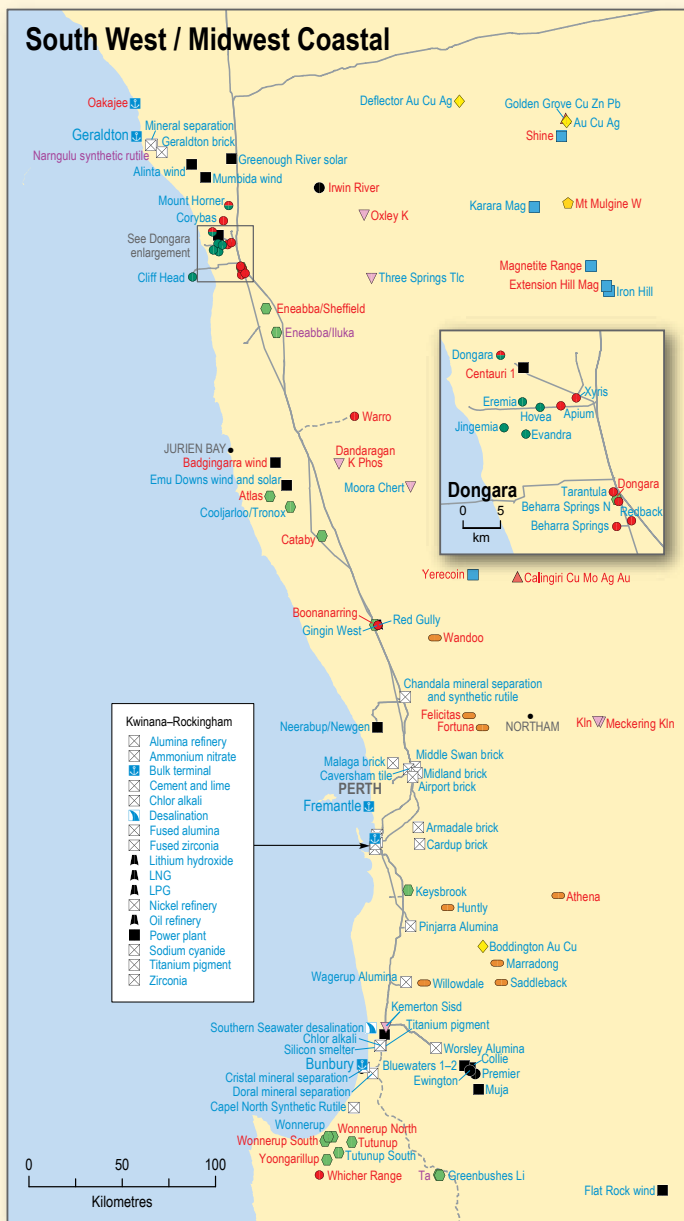 South West / Midwest Coastal
Oakajee
Deflector Au Cu Ag
Golden Grove Cu Zn Pb
Au Cu Ag
Shine
Geraldton
Mineral separation
Geraldton brick
Narngulu synthetic rutile
Greenough River solar
Alinta wind
Mumbida wind
Irwin River
Mount Horner
Corybas
Oxley K
Karara Mag
Mt Mulgine W
See Dongara
enlargement
Cliff Head
Three Springs Tlc
Magnetite Range
Extension Hill Mag
Iron Hill
Eneabba/Sheffield
Eneabba/Iluka
Dongara
Centauri 1
Xyris
Eremia
Hovea
Apium
Jingemia
Evandra
Dongara
Tarantula
Dongara
0
5
km
Beharra Springs N
Redback
Beharra Springs
Warro
JURIEN BAY
Badgingarra wind
Dandaragan
K Phos
Emu Downs wind and solar
Moora Chert
Atlas
Cooljarloo/Tronox
Cataby
Yerecoin
Calingiri Cu Mo Ag Au
Boonanarring
Gingin West
Red Gully
Wandoo
Chandala mineral separation
and synthetic rutile
Neerabup/Newgen
Felicitas
Fortuna
NORTHAM
Kln
Meckering Kln
Malaga brick
Middle Swan brick
Caversham tile
Midland brick
Airport brick
PERTH
Fremantle
Armadale brick
Cardup brick
Kwinana–Rockingham
Alumina refinery
Ammonium nitrate
Bulk terminal
Cement and lime
Chlor alkali
Desalination
Fused alumina
Fused zirconia
Lithium hydroxide
LNG
LPG
Nickel refinery
Oil refinery
Power plant
Sodium cyanide
Titanium pigment
Zirconia
Keysbrook
Athena
Huntly
Pinjarra Alumina
Boddington Au Cu
Marradong
Wagerup Alumina
Willowdale
Saddleback
Kemerton Sisd
Southern Seawater desalination
Titanium pigment
Chlor alkali
Silicon smelter
Worsley Alumina
Bunbury
Bluewaters 1–2
Collie
Cristal mineral separation
Ewington
Premier
Doral mineral separation
Muja
Capel North Synthetic Rutile
Wonnerup
Wonnerup North
Wonnerup South
Tutunup
Tutunup South
Yoongarillup
Whicher Range
Ta
Greenbushes Li
Flat Rock wind
0
50
100
Kilometres